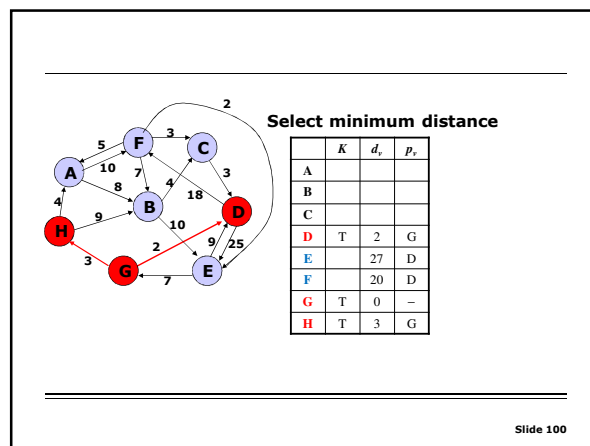 2
Select minimum distance
5
F
3
C
10
7
3
A
8
4
18
4
B
D
9
10
H
9
25
2
3
G
E
7
K dv pv
A
B
C
D T 2 G
E 27 D
F 20 D
G T 0 –
H T 3 G
Slide 100